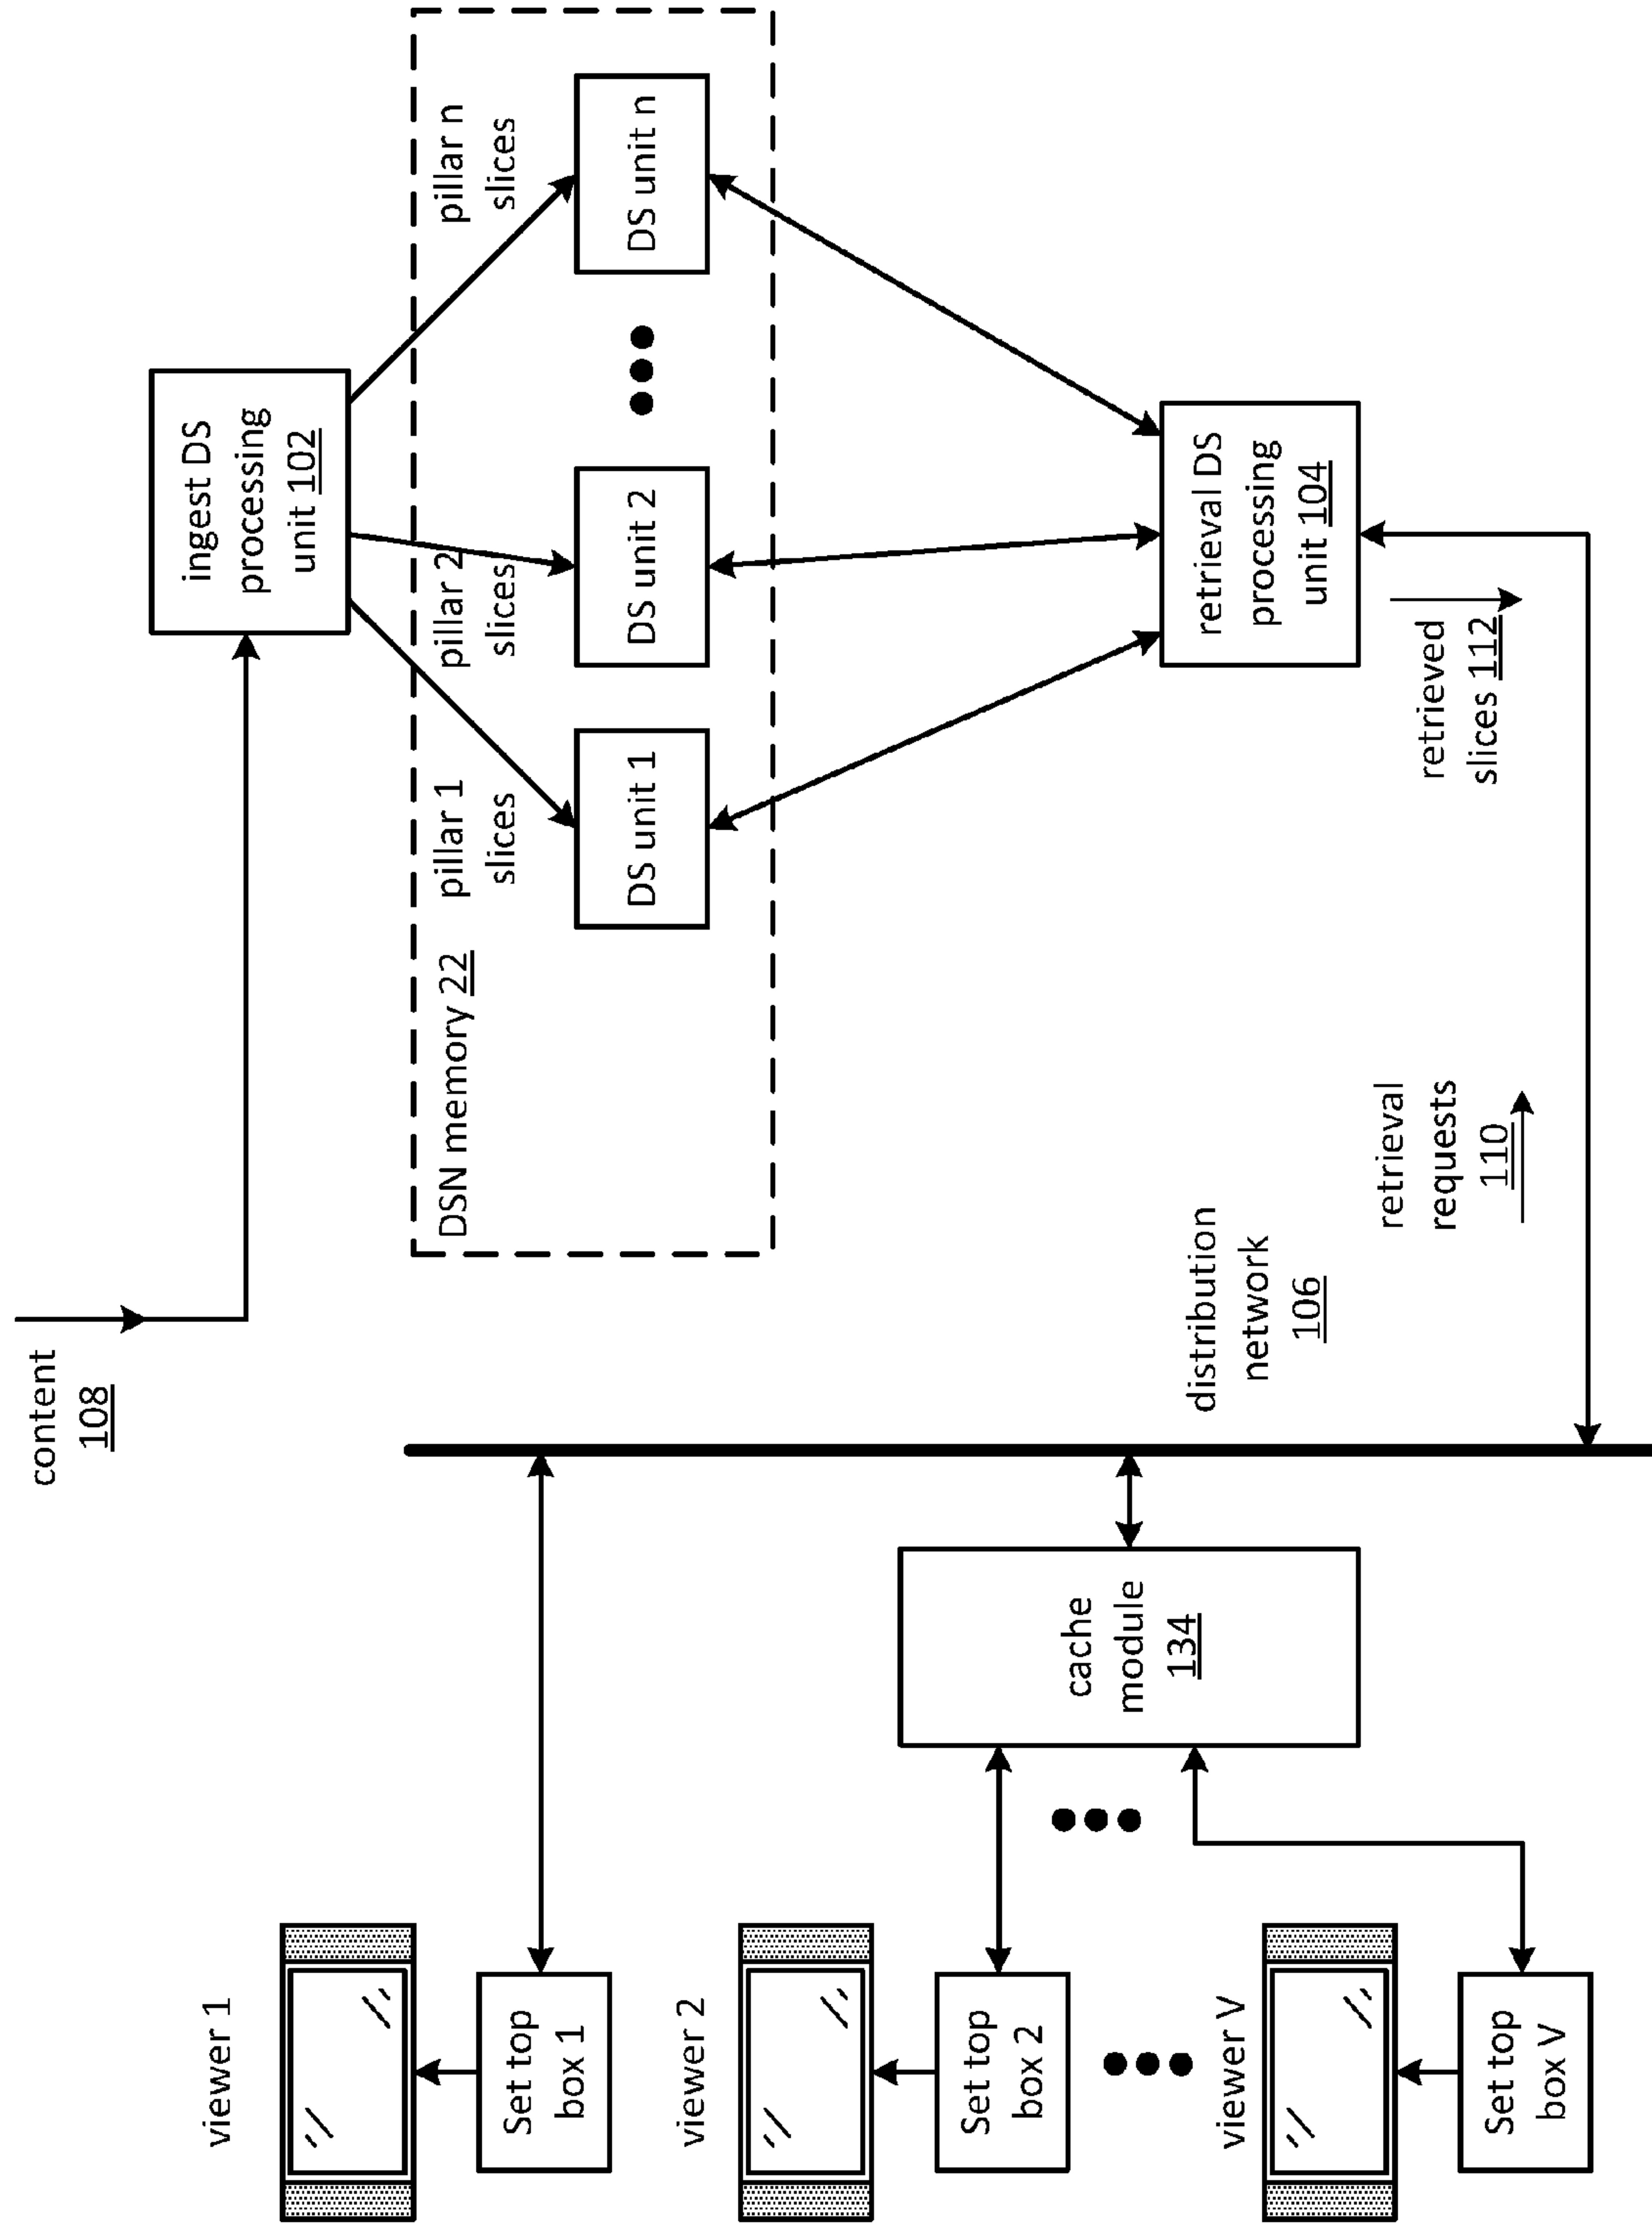 content
108
ingest DS
processing
unit 102
DSN memory 22
pillar 1
slices
pillar 2
slices
pillar n
slices
DS unit 1
DS unit 2
DS unit n
retrieval DS
processing
unit 104
retrieved
slices 112
retrieval
requests
110
distribution
network
106
cache
module
134
viewer 1
Set top
box 1
viewer 2
Set top
box 2
viewer V
Set top
box V